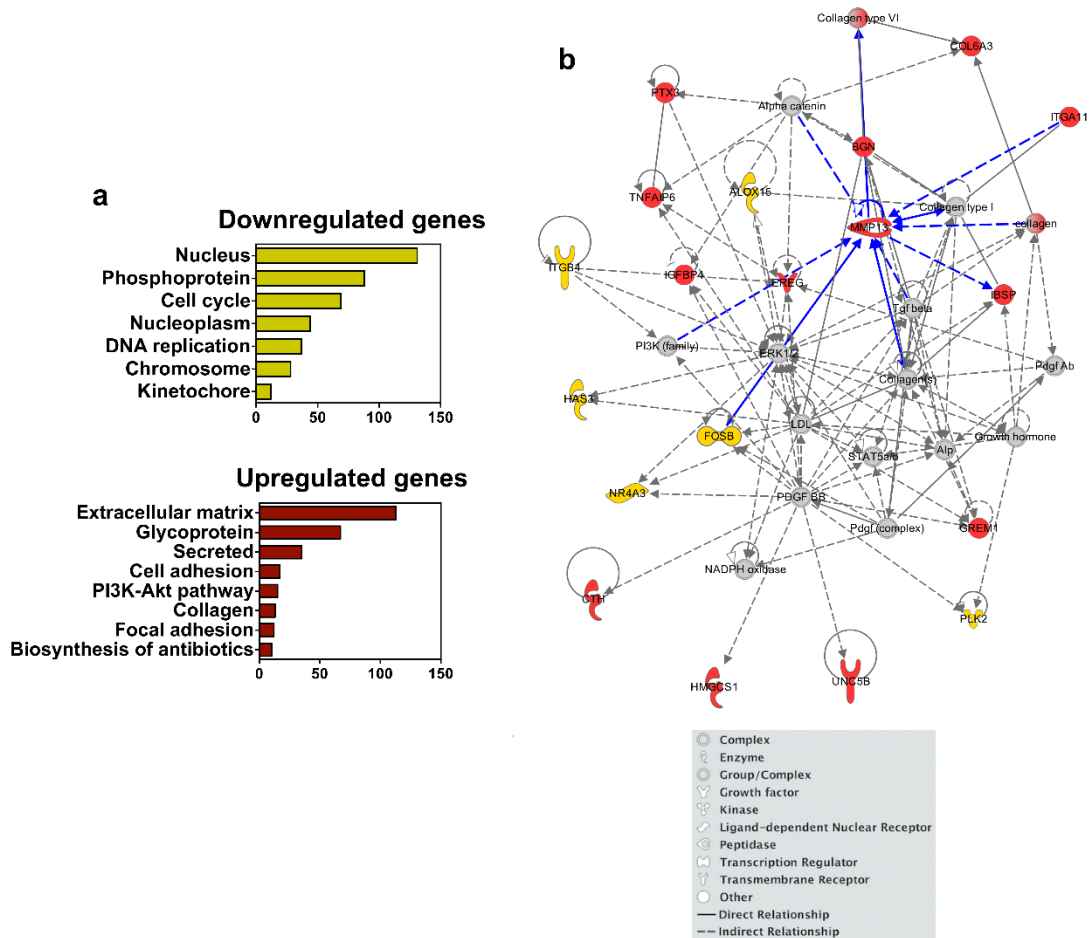 a
Downregulated genes
Nucleus
Phosphoprotein
Cell cycle
Nucleoplasm
DNA replication
Chromosome
Kinetochore
0 50 100 150
Upregulated genes
Extracellular matrix
Glycoprotein
Secreted
Cell adhesion
PI3K-Akt pathway
Collagen
Focal adhesion
Biosynthesis of antibiotics
0 50 100 150
b
Collagen type VI
COL6A3
PTX3
Alpha catenin
ITGA11
BGN
ALOX15
TNFAIP6
Collagen type I
MMP13
collagen
ITGB4
IGFBP4
EREG
IBSP
Tgf beta
PI3K (family)
ERK1/2
Pdgf Ab
Collagen(s)
HAS3
LDL
FOSB
Growth hormone
Alp
STAT5a/b
NR4A3
PDGF BB
Pdgf (complex)
GREM1
NADPH oxidase
CTH
PLK2
HMGCS1
UNC5B
Complex
Enzyme
Group/Complex
Growth factor
Kinase
Ligand-dependent Nuclear Receptor
Peptidase
Transcription Regulator
Transmembrane Receptor
Other
Direct Relationship
Indirect Relationship